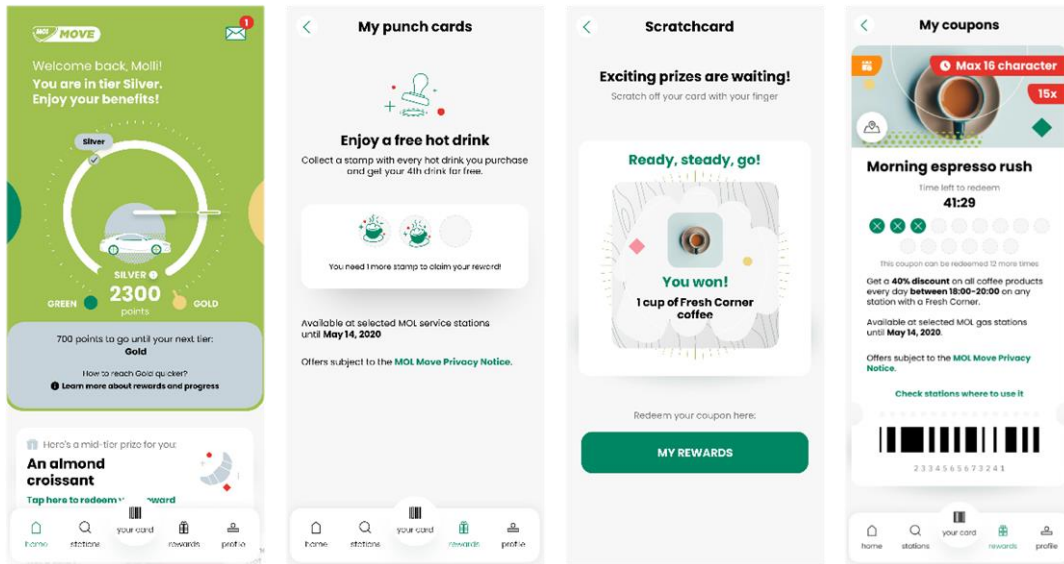 MOL MOVE
1
Welcome back, Molli!
You are in tier Silver.
Enjoy your benefits!
Silver
SILVER
2300
points
GREEN
GOLD
700 points to go until your next tier:
Gold
How to reach Gold quicker?
Learn more about rewards and progress
Here's a mid-tier prize for you:
An almond
croissant
Tap here to redeem
home
stations
your card
rewards
profile
My punch cards
Enjoy a free hot drink
Collect a stamp with every hot drink you purchase
and get your 4th drink for free.
You need 1 more stamp to claim your reward!
Available at selected MOL service stations
until May 14, 2020
Offers subject to the MOL Move Privacy Notice.
home
stations
your card
rewards
profile
Scratchcard
Exciting prizes are waiting!
Scratch off your card with your finger
Ready, steady, go!
You won!
1 cup of Fresh Corner
coffee
Redeem your coupon here:
MY REWARDS
My coupons
Max 16 character
15x
Morning espresso rush
Time left to redeem
41:29
This coupon can be redeemed 12 more times
Get a 40% discount on all coffee products
every day between 18:00-20:00 on any
station with a Fresh Corner.
Available at selected MOL gas stations
until May 14, 2020.
Offers subject to the MOL Move Privacy
Notice.
Check stations where to use it
2334565673241
home
stations
your card
rewards
profile